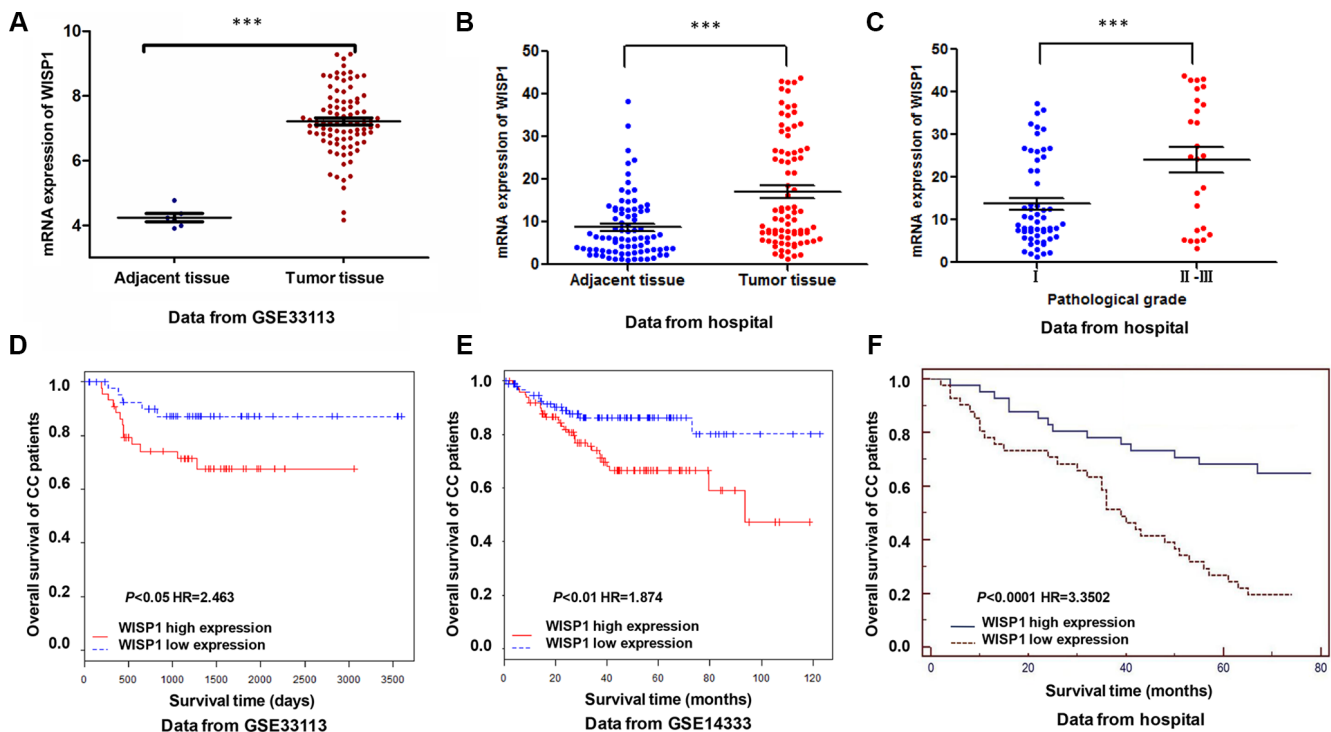 A
***
mRNA expression of WISP1
10
8
6
4
Adjacent tissue
Tumor tissue
Data from GSE33113
B
***
mRNA expression of WISP1
50
40
30
20
10
0
Adjacent tissue
Tumor tissue
Data from hospital
C
***
mRNA expression of WISP1
50
40
30
20
10
0
I
II -III
Pathological grade
Data from hospital
D
Overall survival of CC patients
1.0
0.8
0.6
0.4
0.2
0.0
P<0.05 HR=2.463
WISP1 high expression
WISP1 low expression
0 500 1000 1500 2000 2500 3000 3500
Survival time (days)
Data from GSE33113
E
Overall survival of CC patients
1.0
0.8
0.6
0.4
0.2
0.0
P<0.01 HR=1.874
WISP1 high expression
WISP1 low expression
0 20 40 60 80 100 120
Survival time (months)
Data from GSE14333
F
Overall survival of CC patients
1.0
0.8
0.6
0.4
0.2
0.0
P<0.0001 HR=3.3502
WISP1 high expression
WISP1 low expression
0 20 40 60 80
Survival time (months)
Data from hospital